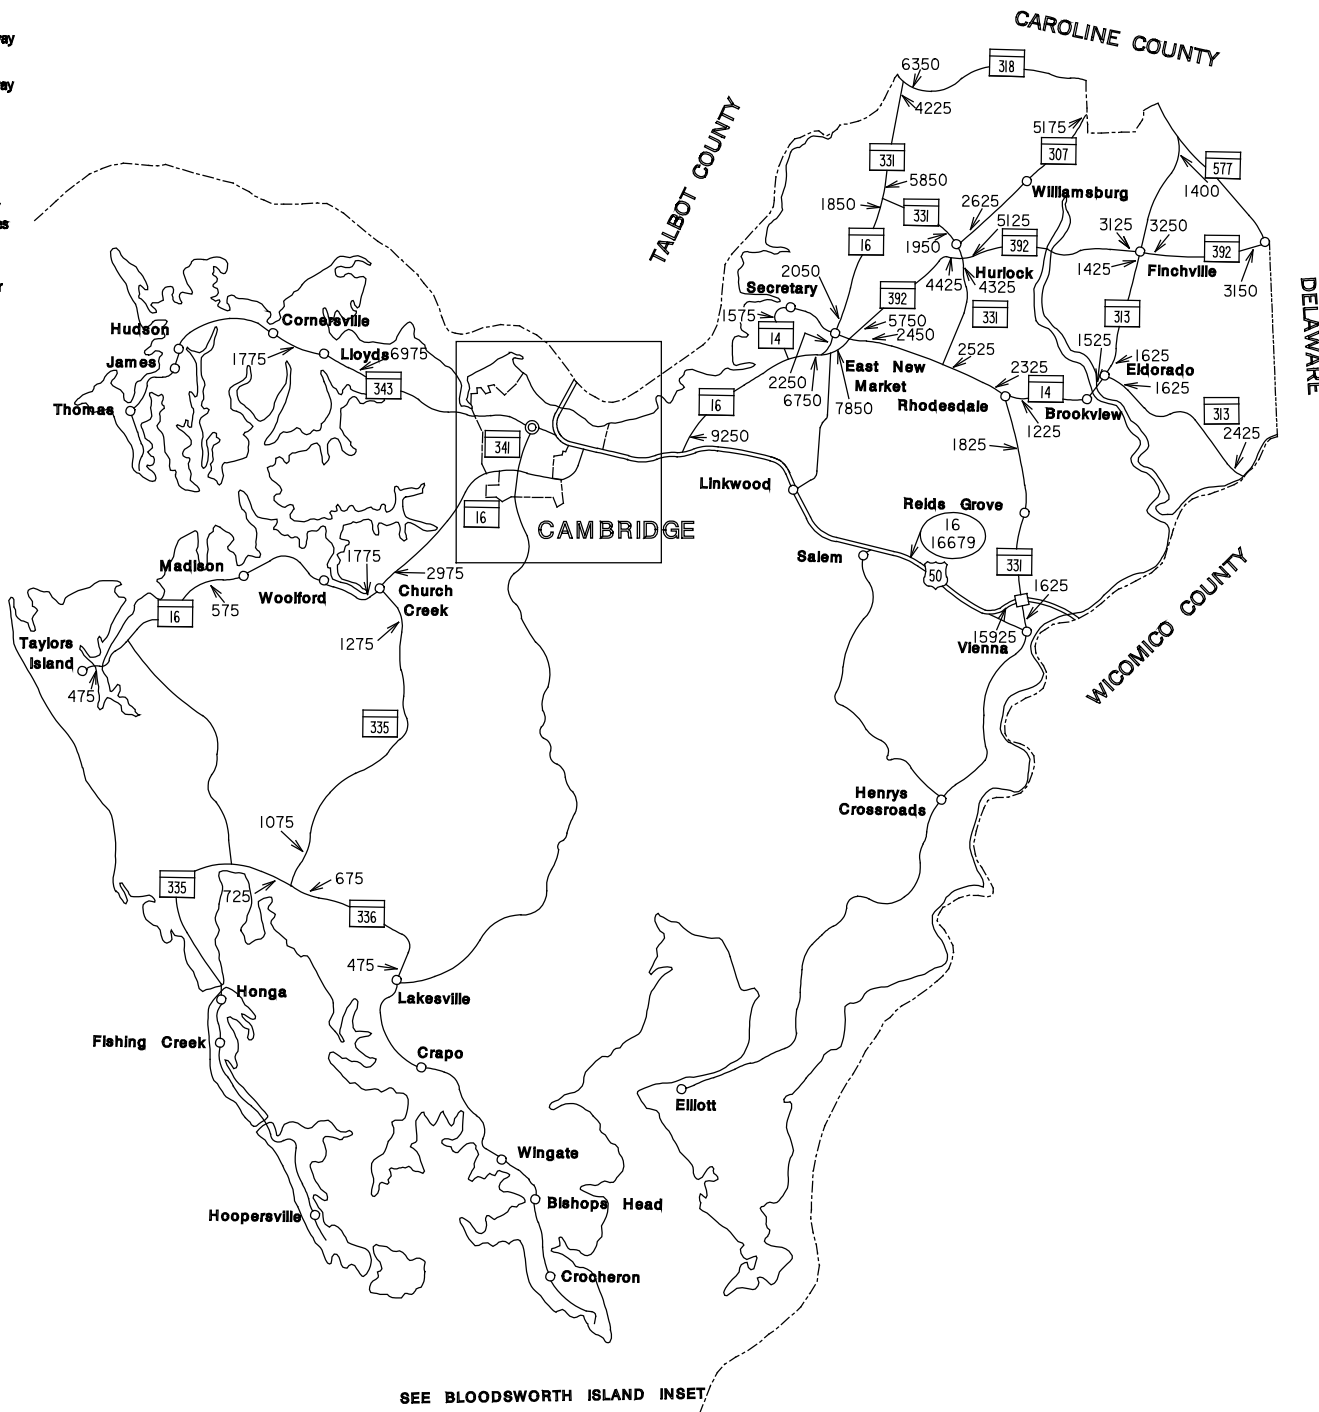 way
way
es
r
CAROLINE COUNTY
TALBOT COUNTY
DELAWARE
WICOMICO COUNTY
6350
318
4225
5175
307
331
577
5850
1400
1850
Williamsburg
331
2625
5125
16
1950
392
3125
3250
392
Hurlock
1425
Finchville
2050
4425
4325
3150
Secretary
392
1575
331
313
5750
2450
14
1525
1625
2525
Eldorado
East New
Market
2325
1625
2250
14
6750
7850
Rhodesdale
Brookview
313
16
1225
2425
9250
1825
Linkwood
Reids Grove
16
16679
Salem
50
331
1625
15925
Vienna
Hudson
Cornersville
James
1775
Lloyds
6975
343
Thomas
341
16
CAMBRIDGE
Madison
1775
2975
Woolford
Church
Creek
575
16
1275
Taylors
Island
475
335
Henrys
Crossroads
1075
335
725
675
336
475
Honga
Lakesville
Fishing Creek
Crapo
Elliott
Wingate
Bishops Head
Hoopersville
Crocheron
SEE BLOODSWORTH ISLAND INSET